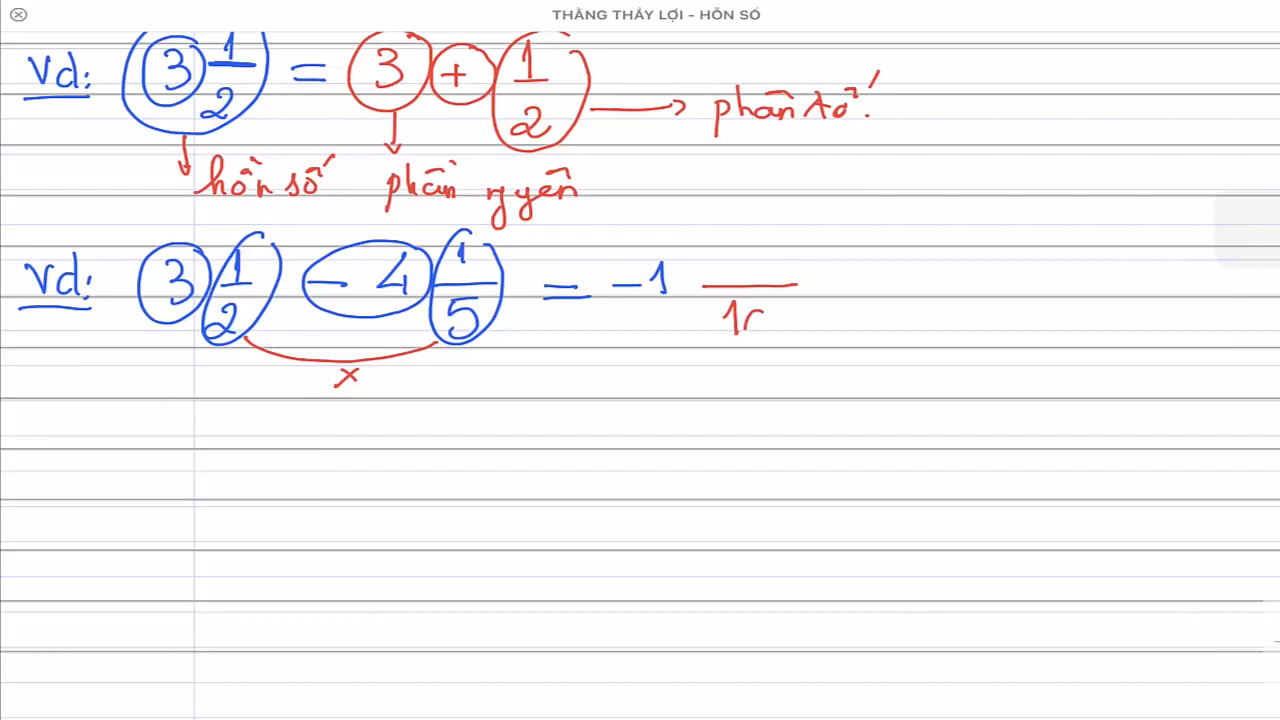 THẰNG THẦY LỢI - HỖN SỐ
Vd: 3 1/2 = 3 + 1/2 → phân số.
hỗn số phần nguyên
Vd: 3 1/2 - 4 1/5 = -1
x